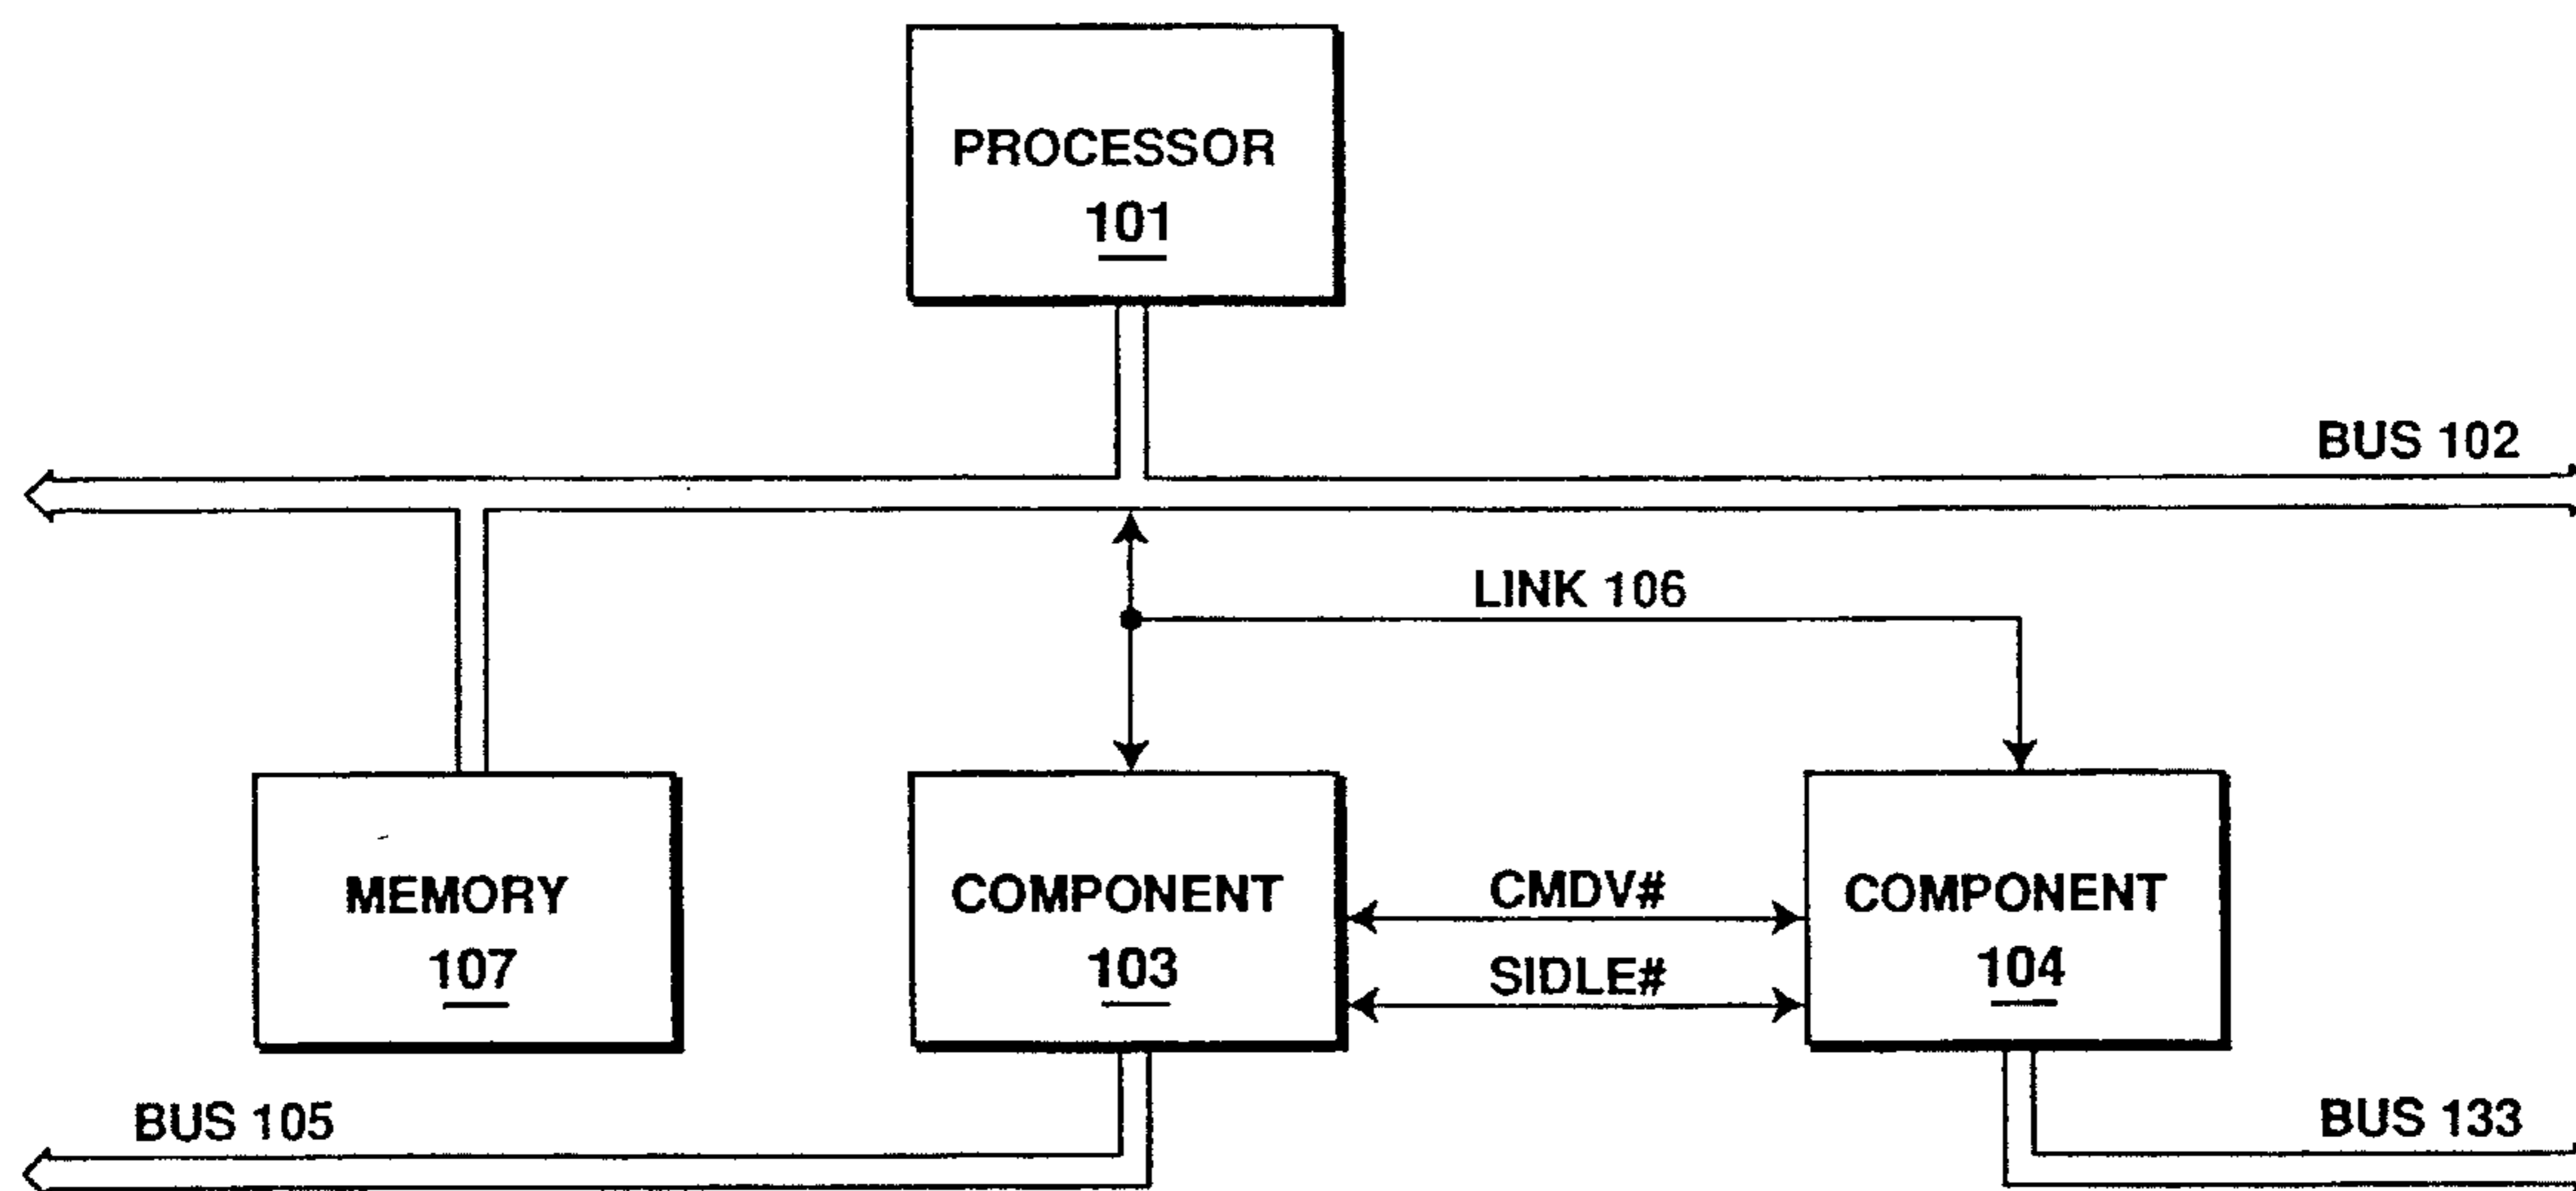 PROCESSOR
101
BUS 102
LINK 106
MEMORY
107
COMPONENT
103
CMDV#
SIDLE#
COMPONENT
104
BUS 105
BUS 133